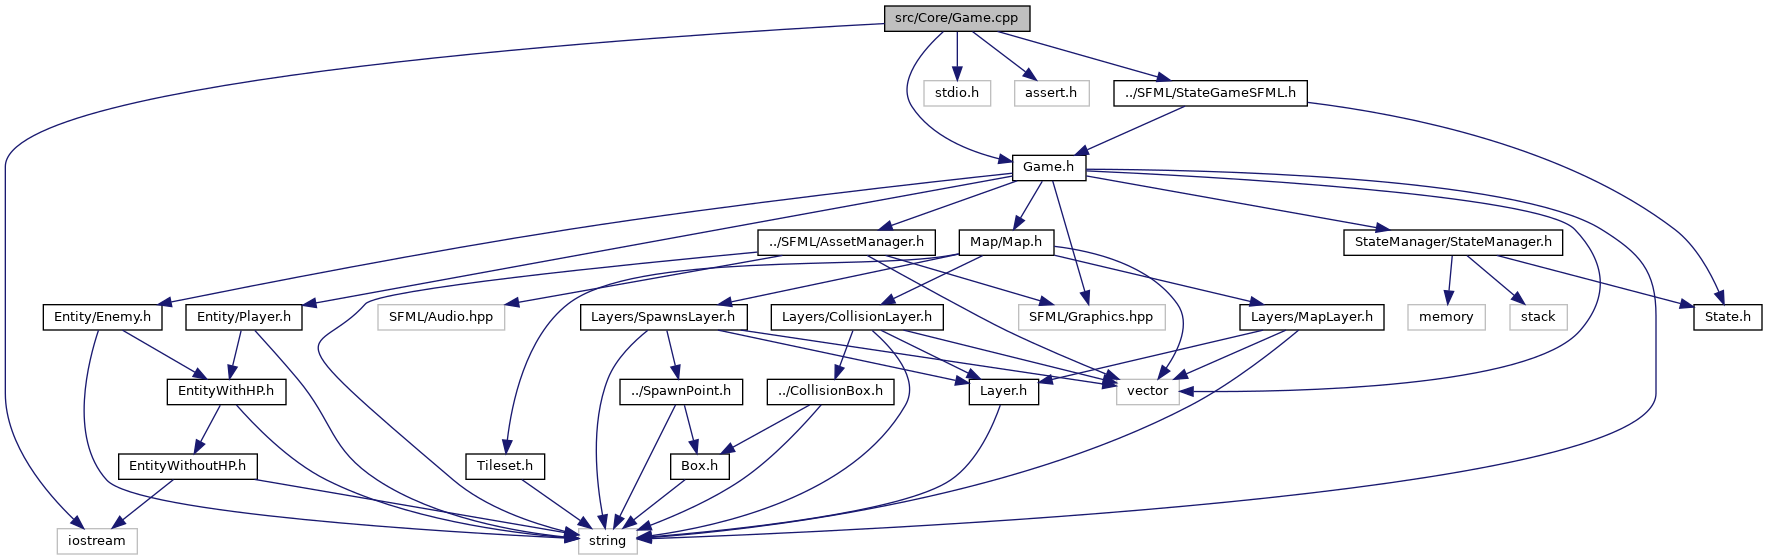 src/Core/Game.cpp
stdio.h
assert.h
../SFML/StateGameSFML.h
Game.h
../SFML/AssetManager.h
Map/Map.h
StateManager/StateManager.h
Entity/Enemy.h
Entity/Player.h
SFML/Audio.hpp
Layers/SpawnsLayer.h
Layers/CollisionLayer.h
SFML/Graphics.hpp
Layers/MapLayer.h
memory
stack
State.h
EntityWithHP.h
../SpawnPoint.h
../CollisionBox.h
Layer.h
vector
EntityWithoutHP.h
Tileset.h
Box.h
iostream
string